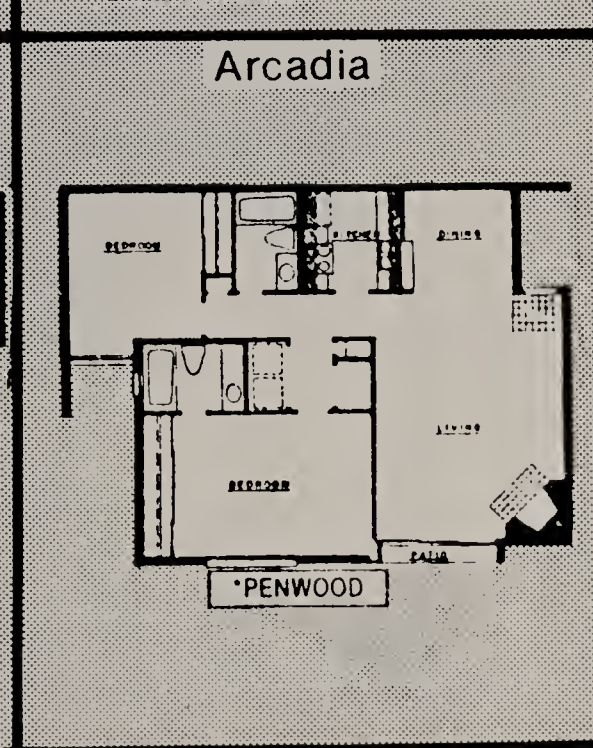 Arcadia
BEDROOM
KITCHEN
DINING
LIVING
BEDROOM
PATIO
*PENWOOD